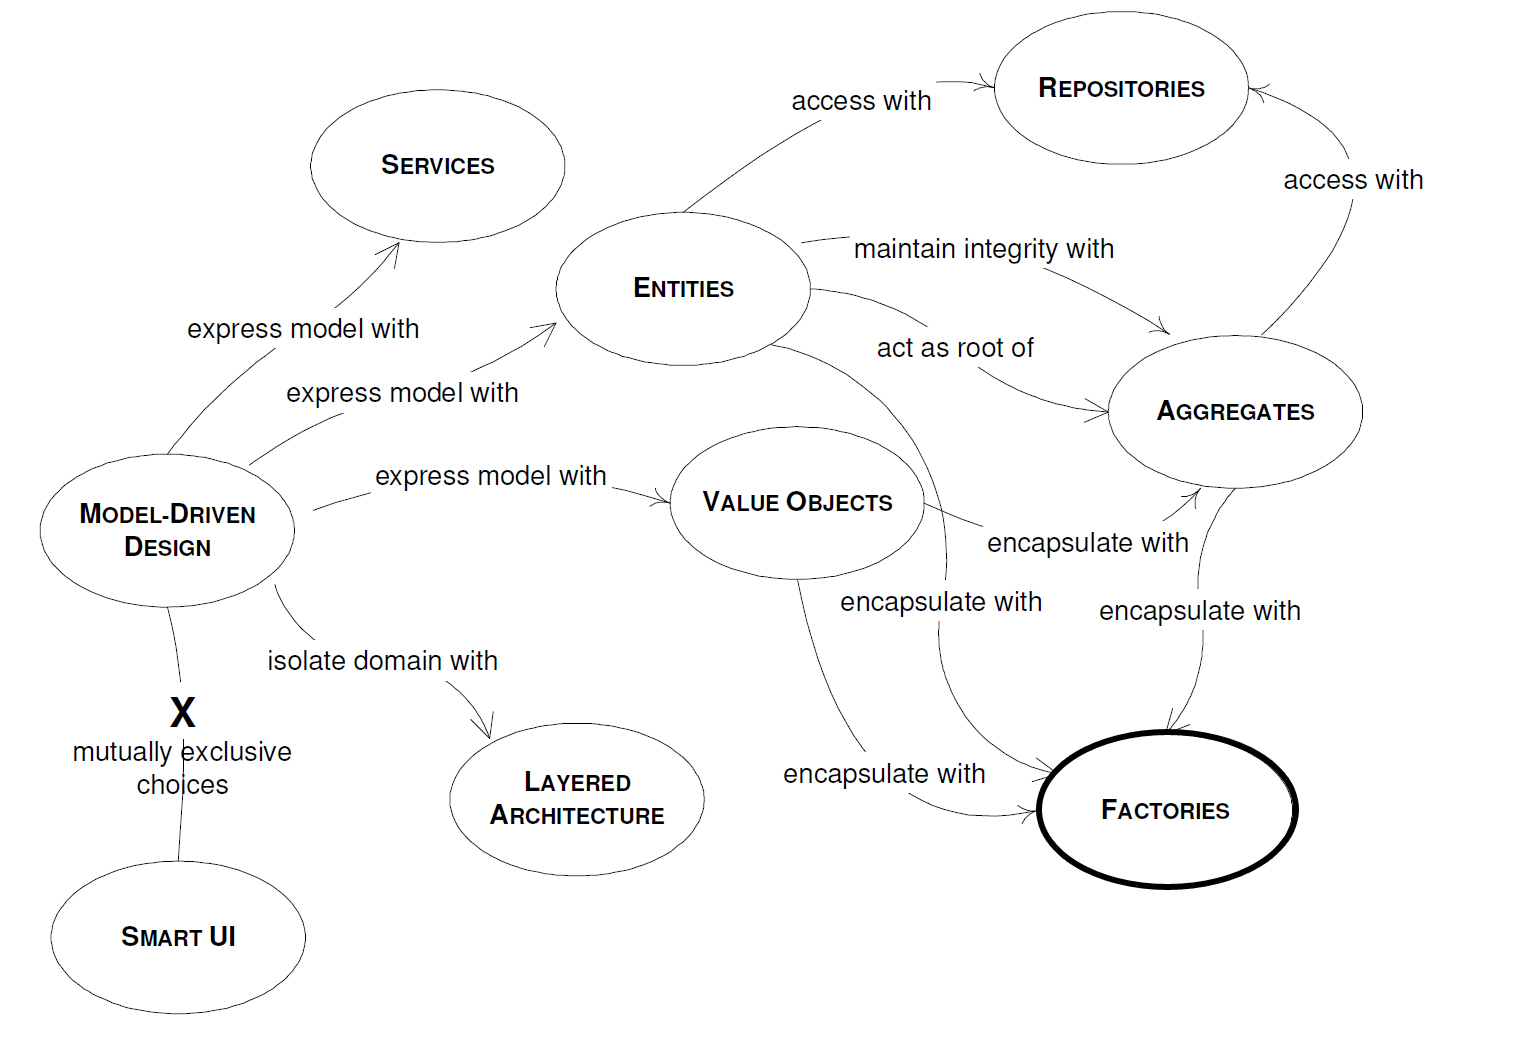 REPOSITORIES
access with
SERVICES
access with
maintain integrity with
ENTITIES
express model with
act as root of
express model with
AGGREGATES
express model with
VALUE OBJECTS
MODEL-DRIVEN
DESIGN
encapsulate with
encapsulate with
encapsulate with
isolate domain with
X
mutually exclusive
choices
encapsulate with
LAYERED
ARCHITECTURE
FACTORIES
SMART UI